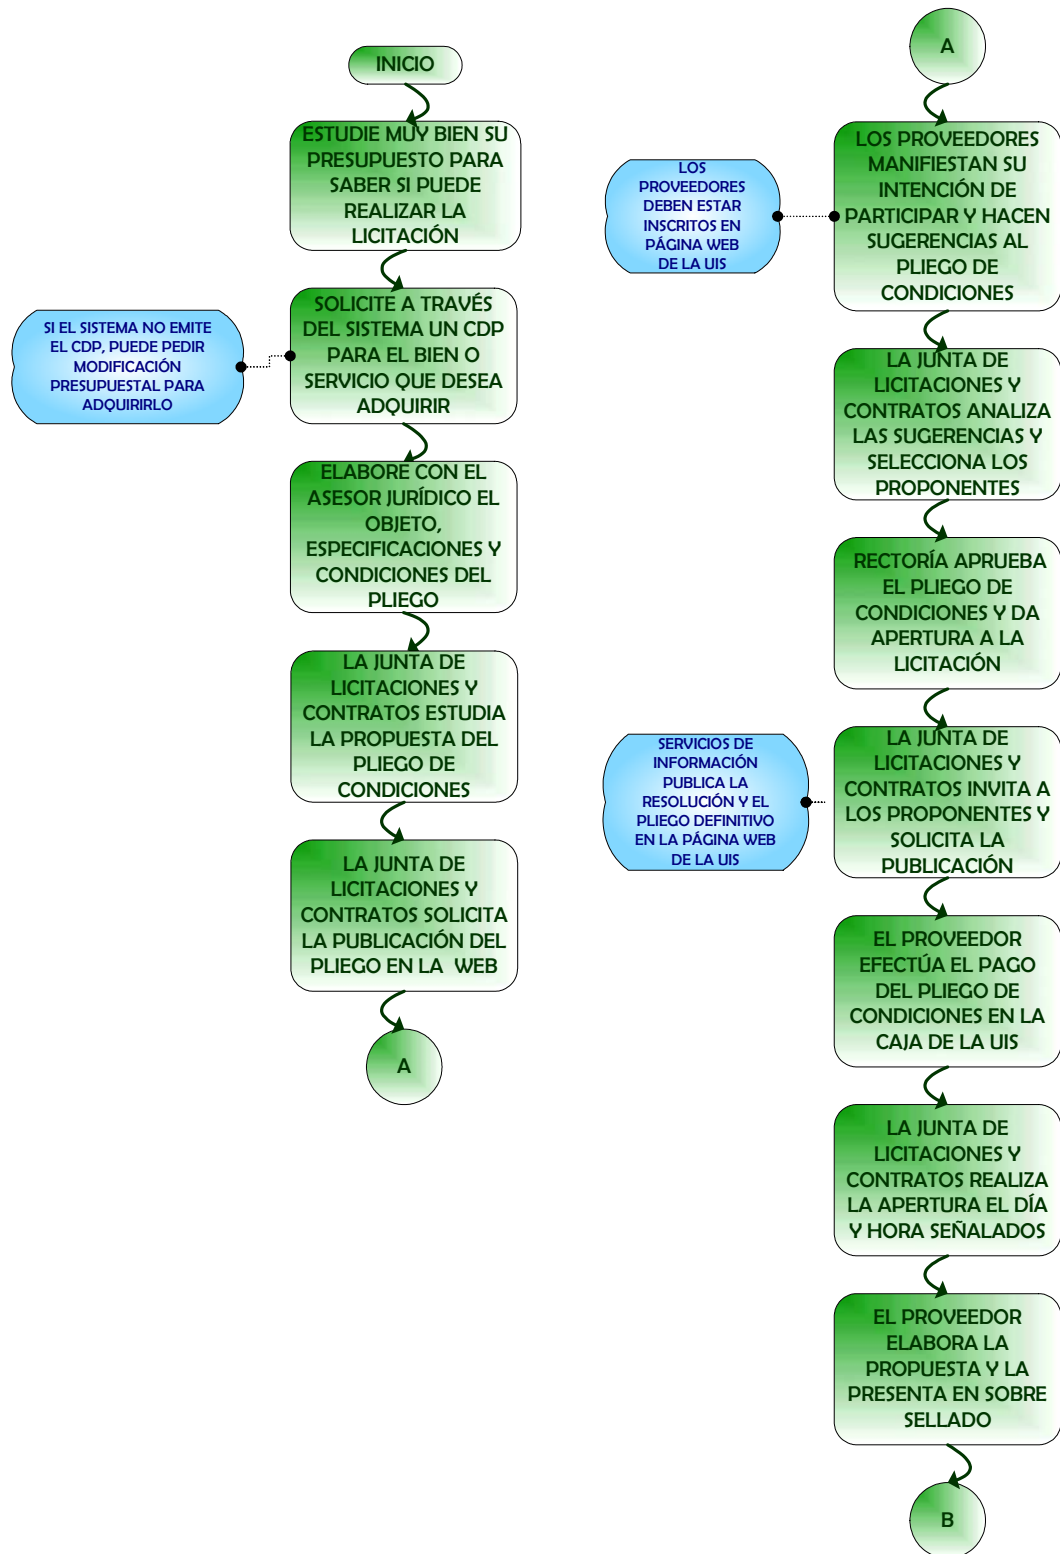 INICIO
ESTUDIE MUY BIEN SU
PRESUPUESTO PARA
SABER SI PUEDE
REALIZAR LA
LICITACIÓN
SOLICITE A TRAVÉS
DEL SISTEMA UN CDP
PARA EL BIEN O
SERVICIO QUE DESEA
ADQUIRIR
SI EL SISTEMA NO EMITE
EL CDP, PUEDE PEDIR
MODIFICACIÓN
PRESUPUESTAL PARA
ADQUIRIRLO
ELABORE CON EL
ASESOR JURÍDICO EL
OBJETO,
ESPECIFICACIONES Y
CONDICIONES DEL
PLIEGO
LA JUNTA DE
LICITACIONES Y
CONTRATOS ESTUDIA
LA PROPUESTA DEL
PLIEGO DE
CONDICIONES
LA JUNTA DE
LICITACIONES Y
CONTRATOS SOLICITA
LA PUBLICACIÓN DEL
PLIEGO EN LA WEB
A
A
LOS PROVEEDORES
MANIFIESTAN SU
INTENCIÓN DE
PARTICIPAR Y HACEN
SUGERENCIAS AL
PLIEGO DE
CONDICIONES
LOS
PROVEEDORES
DEBEN ESTAR
INSCRITOS EN
PÁGINA WEB
DE LA UIS
LA JUNTA DE
LICITACIONES Y
CONTRATOS ANALIZA
LAS SUGERENCIAS Y
SELECCIONA LOS
PROPONENTES
RECTORÍA APRUEBA
EL PLIEGO DE
CONDICIONES Y DA
APERTURA A LA
LICITACIÓN
LA JUNTA DE
LICITACIONES Y
CONTRATOS INVITA A
LOS PROPONENTES Y
SOLICITA LA
PUBLICACIÓN
SERVICIOS DE
INFORMACIÓN
PUBLICA LA
RESOLUCIÓN Y EL
PLIEGO DEFINITIVO
EN LA PÁGINA WEB
DE LA UIS
EL PROVEEDOR
EFECTÚA EL PAGO
DEL PLIEGO DE
CONDICIONES EN LA
CAJA DE LA UIS
LA JUNTA DE
LICITACIONES Y
CONTRATOS REALIZA
LA APERTURA EL DÍA
Y HORA SEÑALADOS
EL PROVEEDOR
ELABORA LA
PROPUESTA Y LA
PRESENTA EN SOBRE
SELLADO
B